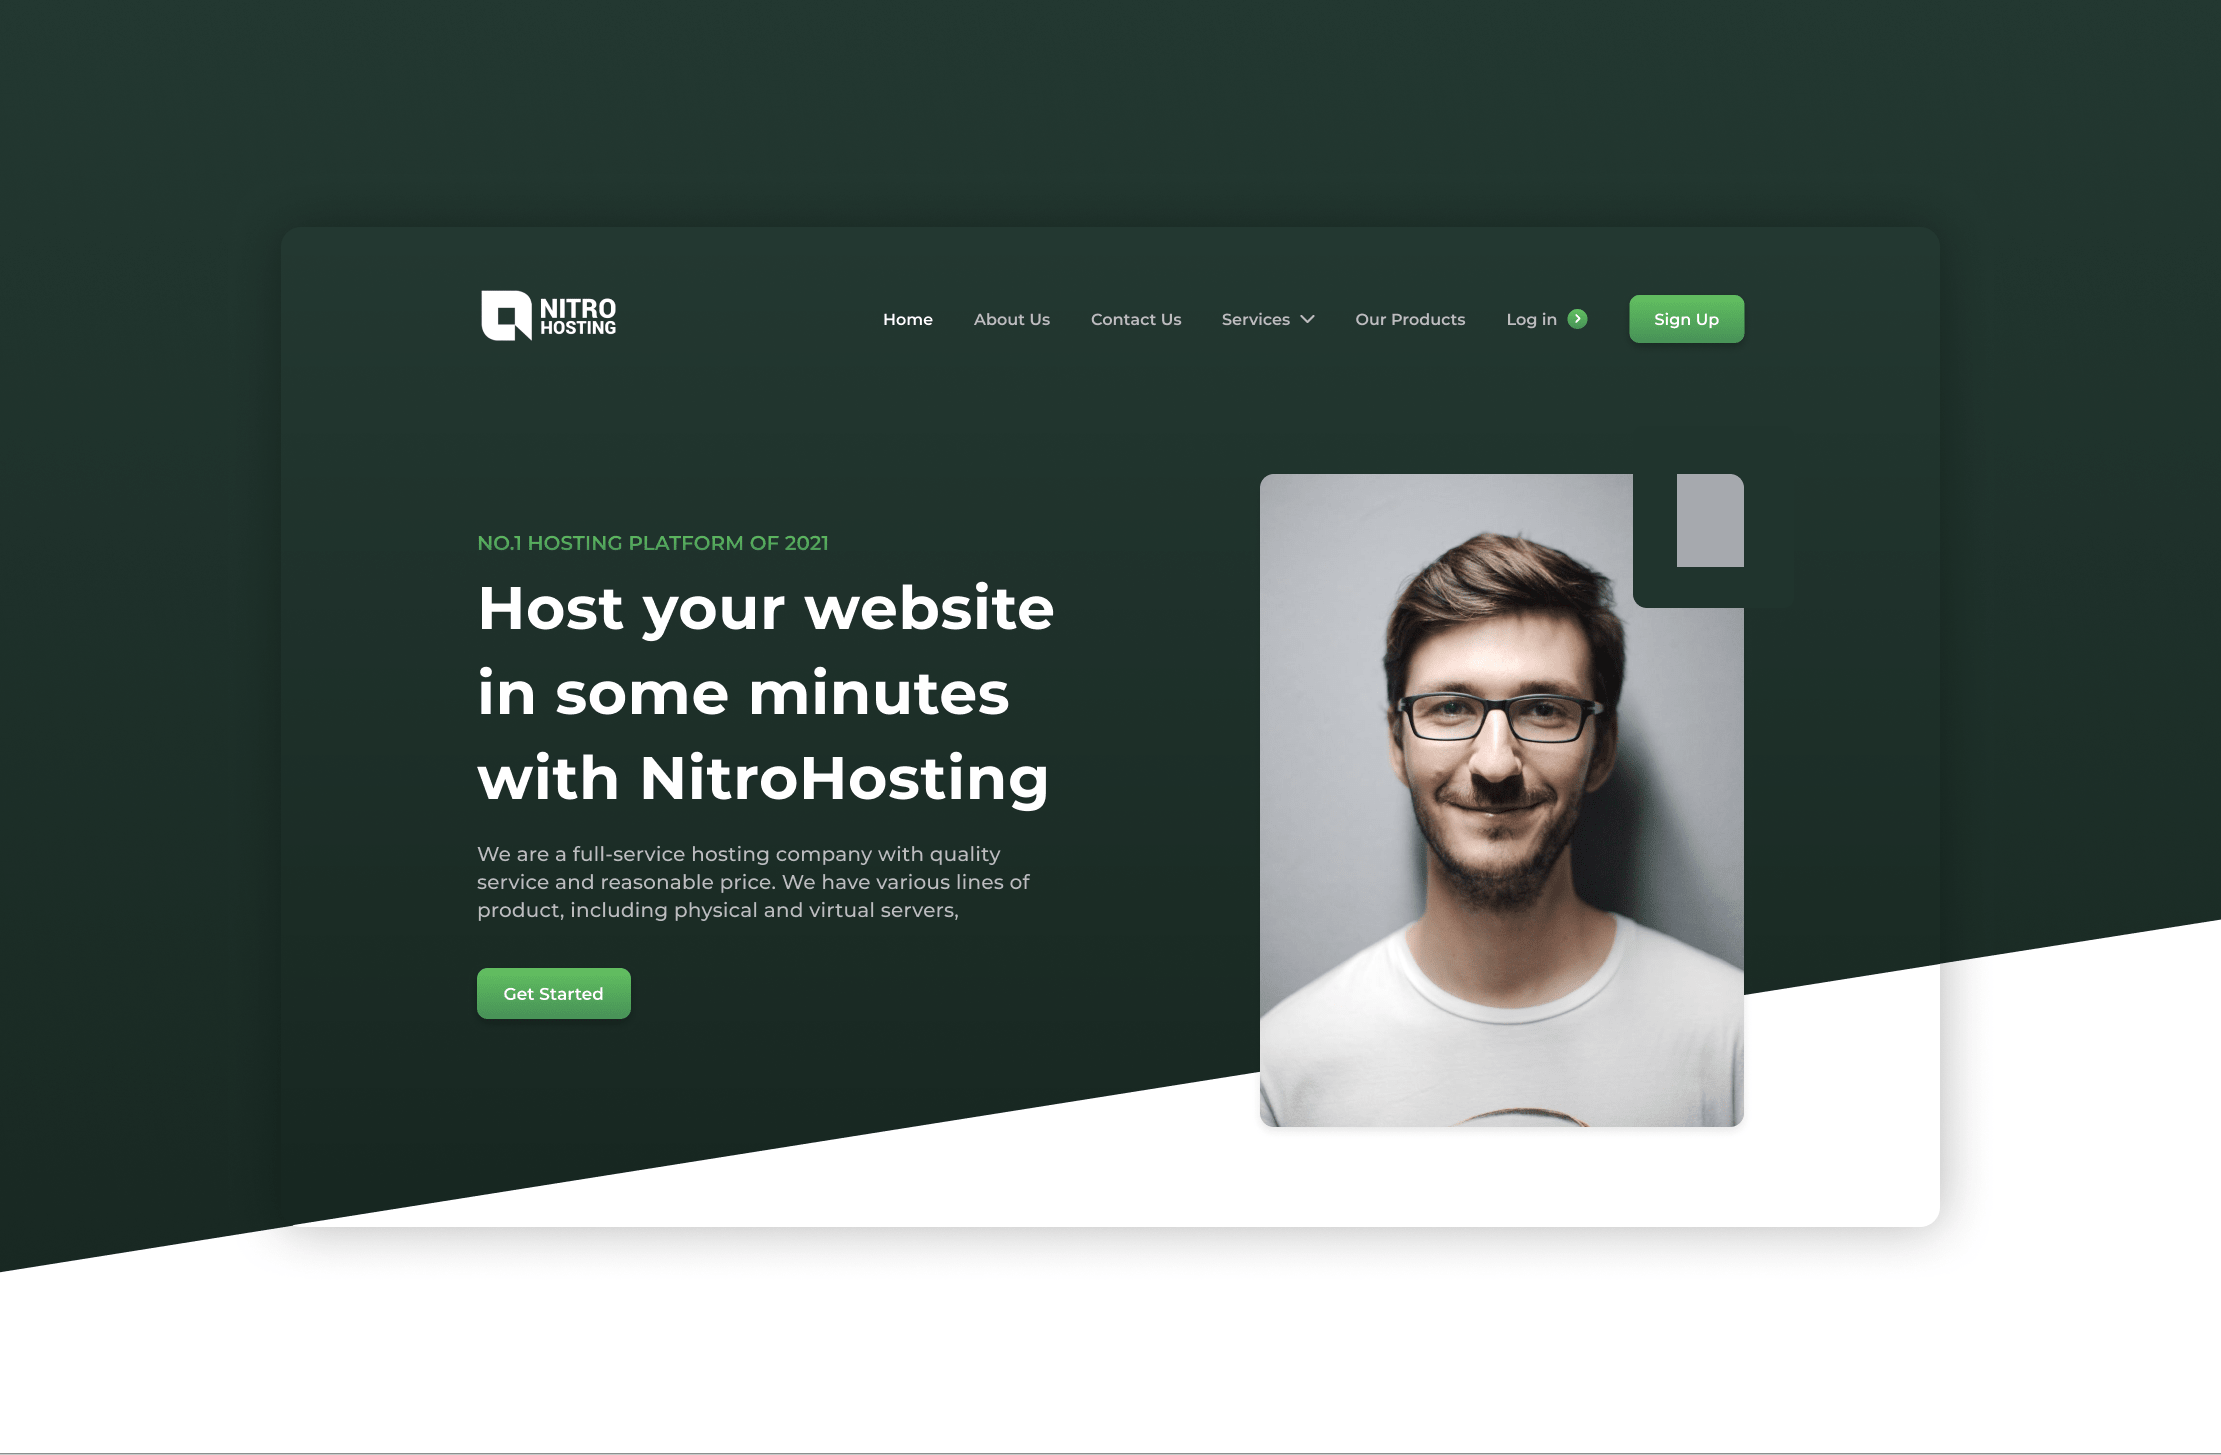 NITRO
HOSTING
Home About Us Contact Us Services Our Products Log in Sign Up
NO.1 HOSTING PLATFORM OF 2021
Host your website
in some minutes
with NitroHosting
We are a full-service hosting company with quality
service and reasonable price. We have various lines of
product, including physical and virtual servers,
Get Started